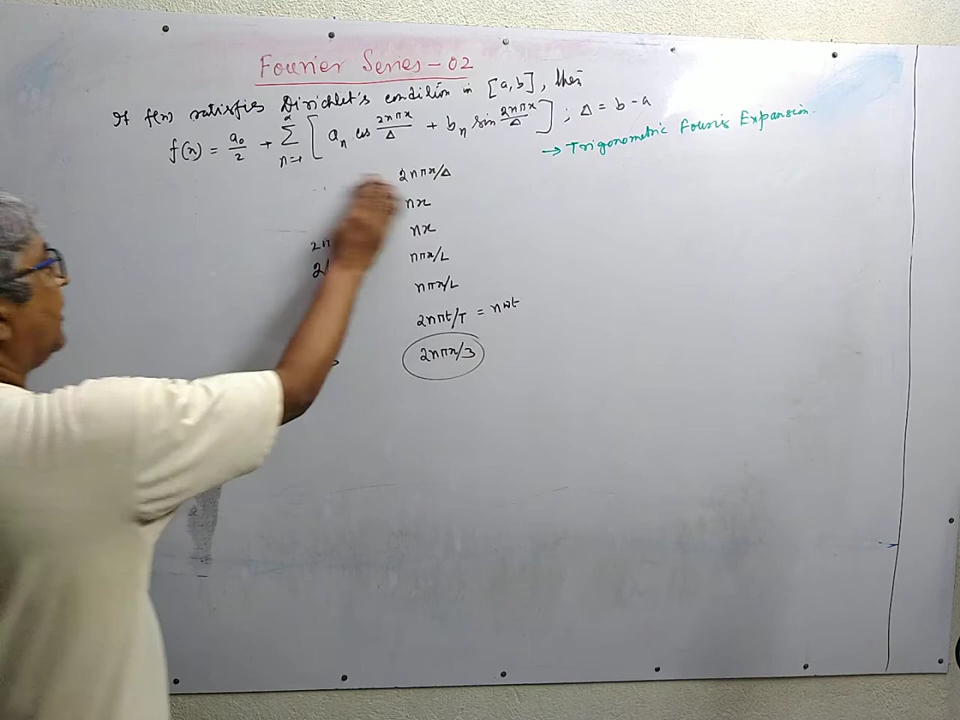 Fourier Series - 02
If f(x) satisfies Dirichlet's condition in [a,b], then
f(x) = a₀/2 + ∑ₙ₌₁^∞ [ aₙ cos 2nπx/Δ + bₙ sin 2nπx/Δ ] ; Δ = b - a
→ Trigonometric Fourier Expansion.
2nπx/Δ
nx
nx
nπx/L
nπx/L
2nπt/T = nωt
2nπx/3